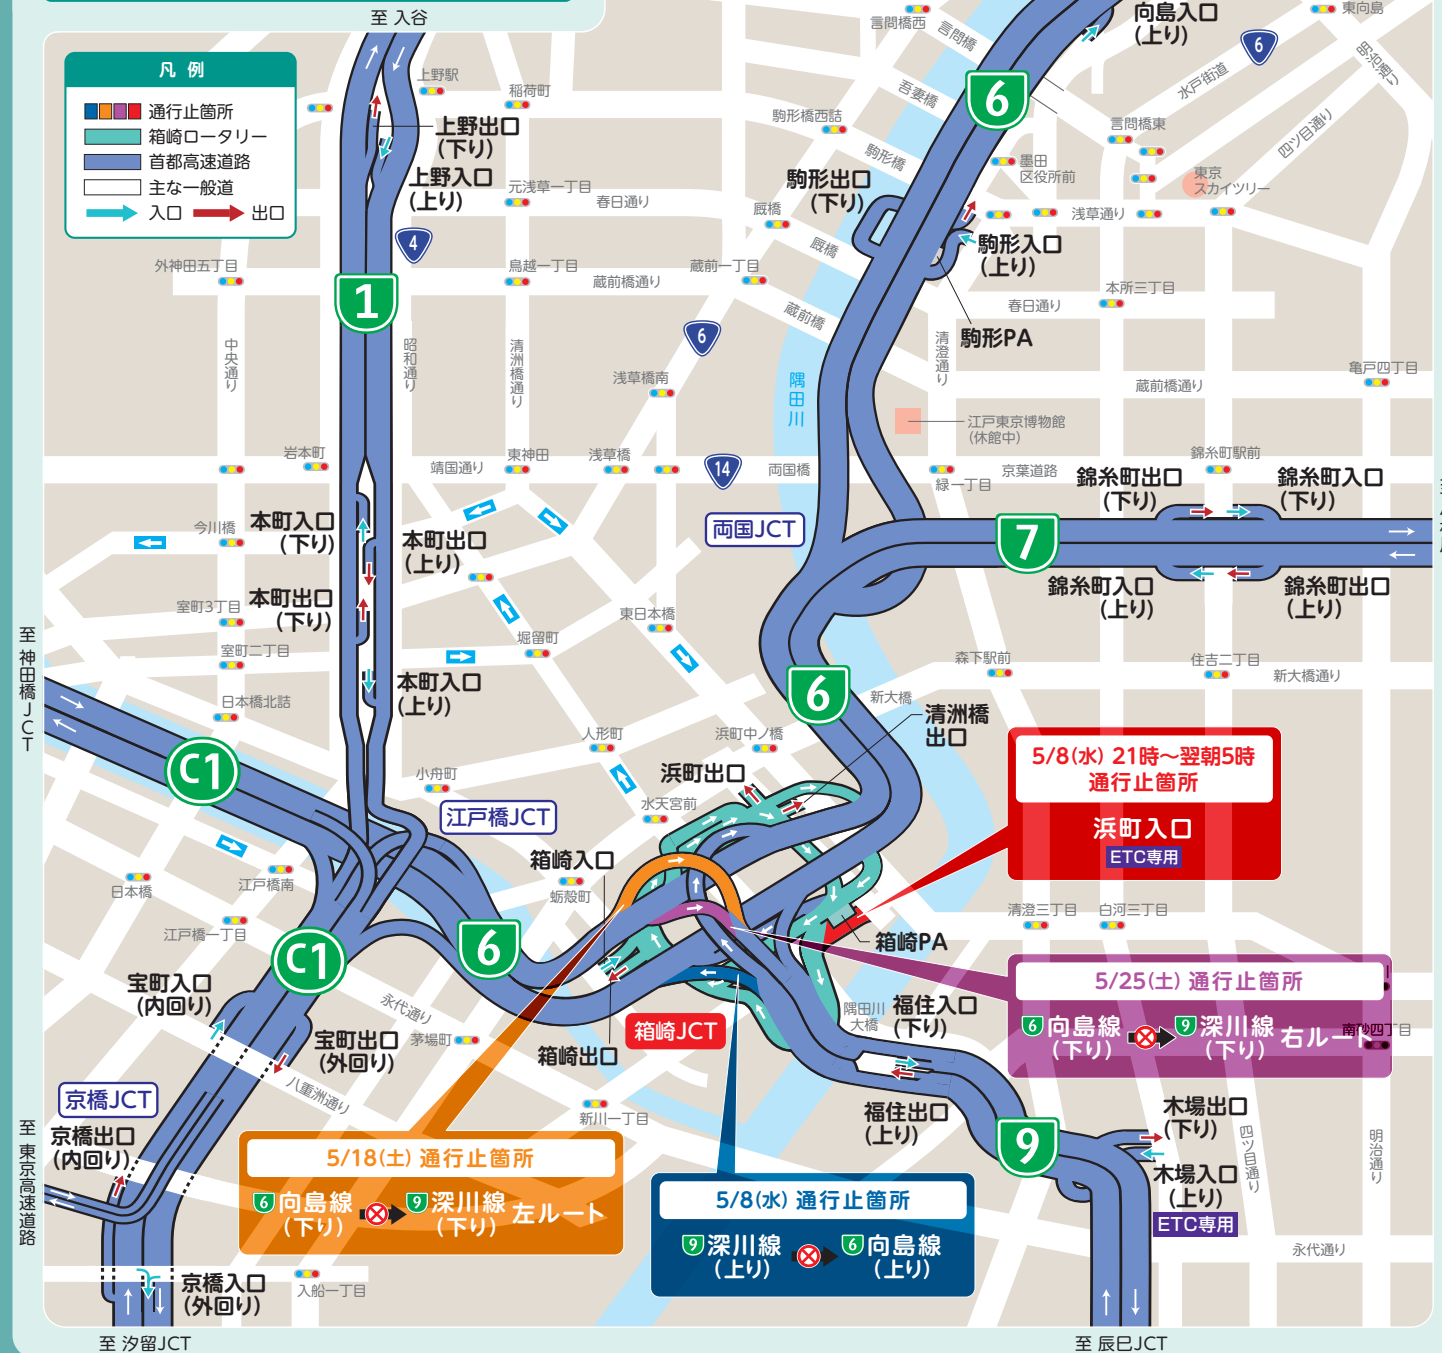 至 入谷
凡 例
通行止箇所
箱崎ロータリー
首都高速道路
主な一般道
入口
出口
上野駅
稲荷町
上野出口
(下り)
上野入口
(上り)
元浅草一丁目
春日通り
4
外神田五丁目
鳥越一丁目
蔵前橋通り
蔵前一丁目
1
中央通り
昭和通り
清洲橋通り
6
浅草橋南
岩本町
靖国通り
東神田
浅草橋
14
両国橋
言問橋西
言問橋
吾妻橋
駒形橋西詰
駒形橋
厩橋
厩橋
蔵前橋
隅田川
向島入口
(上り)
東向島
6
明治通り
水戸街道
6
言問橋東
四ツ目通り
墨田
区役所前
東京
スカイツリー
浅草通り
駒形出口
(下り)
駒形入口
(上り)
駒形PA
本所三丁目
春日通り
清澄通り
蔵前橋通り
亀戸四丁目
江戸東京博物館
(休館中)
緑一丁目
京葉道路
錦糸町駅前
錦糸町出口
(下り)
錦糸町入口
(下り)
7
両国JCT
錦糸町入口
(上り)
錦糸町出口
(上り)
今川橋
本町入口
(下り)
本町出口
(上り)
室町3丁目
本町出口
(下り)
室町二丁目
日本橋北詰
本町入口
(上り)
堀留町
東日本橋
森下駅前
住吉二丁目
新大橋通り
新大橋
6
至 神田橋JCT
C1
人形町
浜町中ノ橋
清洲橋
出口
浜町出口
小舟町
水天宮前
江戸橋JCT
箱崎入口
蛎殻町
5/8(水) 21時〜翌朝5時
通行止箇所
浜町入口
ETC専用
日本橋
江戸橋南
江戸橋一丁目
C1
6
清澄三丁目
白河三丁目
箱崎PA
5/25(土) 通行止箇所
6 向島線
(下り)
9 深川線
(下り)
右ルート
南砂四丁目
宝町入口
(内回り)
永代通り
宝町出口
(外回り)
茅場町
箱崎出口
箱崎JCT
隅田川
大橋
福住入口
(下り)
八重洲通り
新川一丁目
福住出口
(上り)
9
木場出口
(下り)
木場入口
(上り)
ETC専用
四ツ目通り
明治通り
永代通り
京橋JCT
京橋出口
(内回り)
至 東京高速道路
5/18(土) 通行止箇所
6 向島線
(下り)
9 深川線
(下り)
左ルート
5/8(水) 通行止箇所
9 深川線
(上り)
6 向島線
(上り)
京橋入口
(外回り)
入船一丁目
至 汐留JCT
至 辰巳JCT